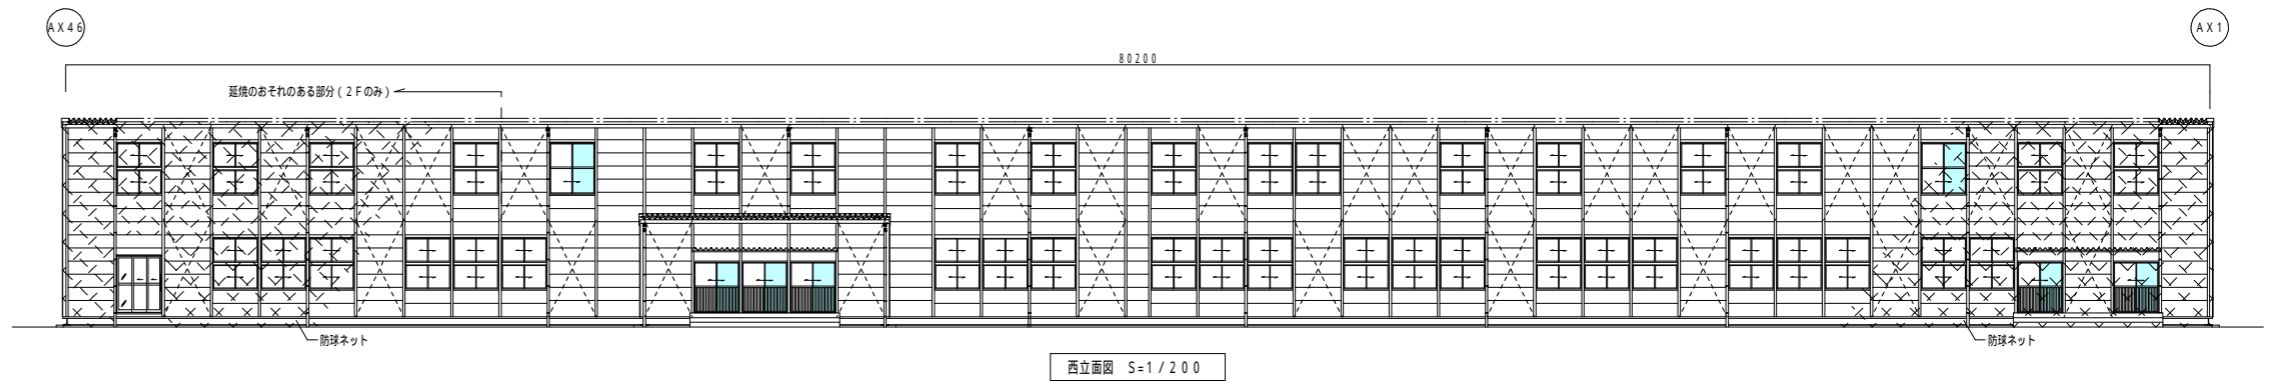 AX46
AX1
80200
延焼のおそれのある部分(2Fのみ)
防球ネット
防球ネット
西立面図 S=1/200